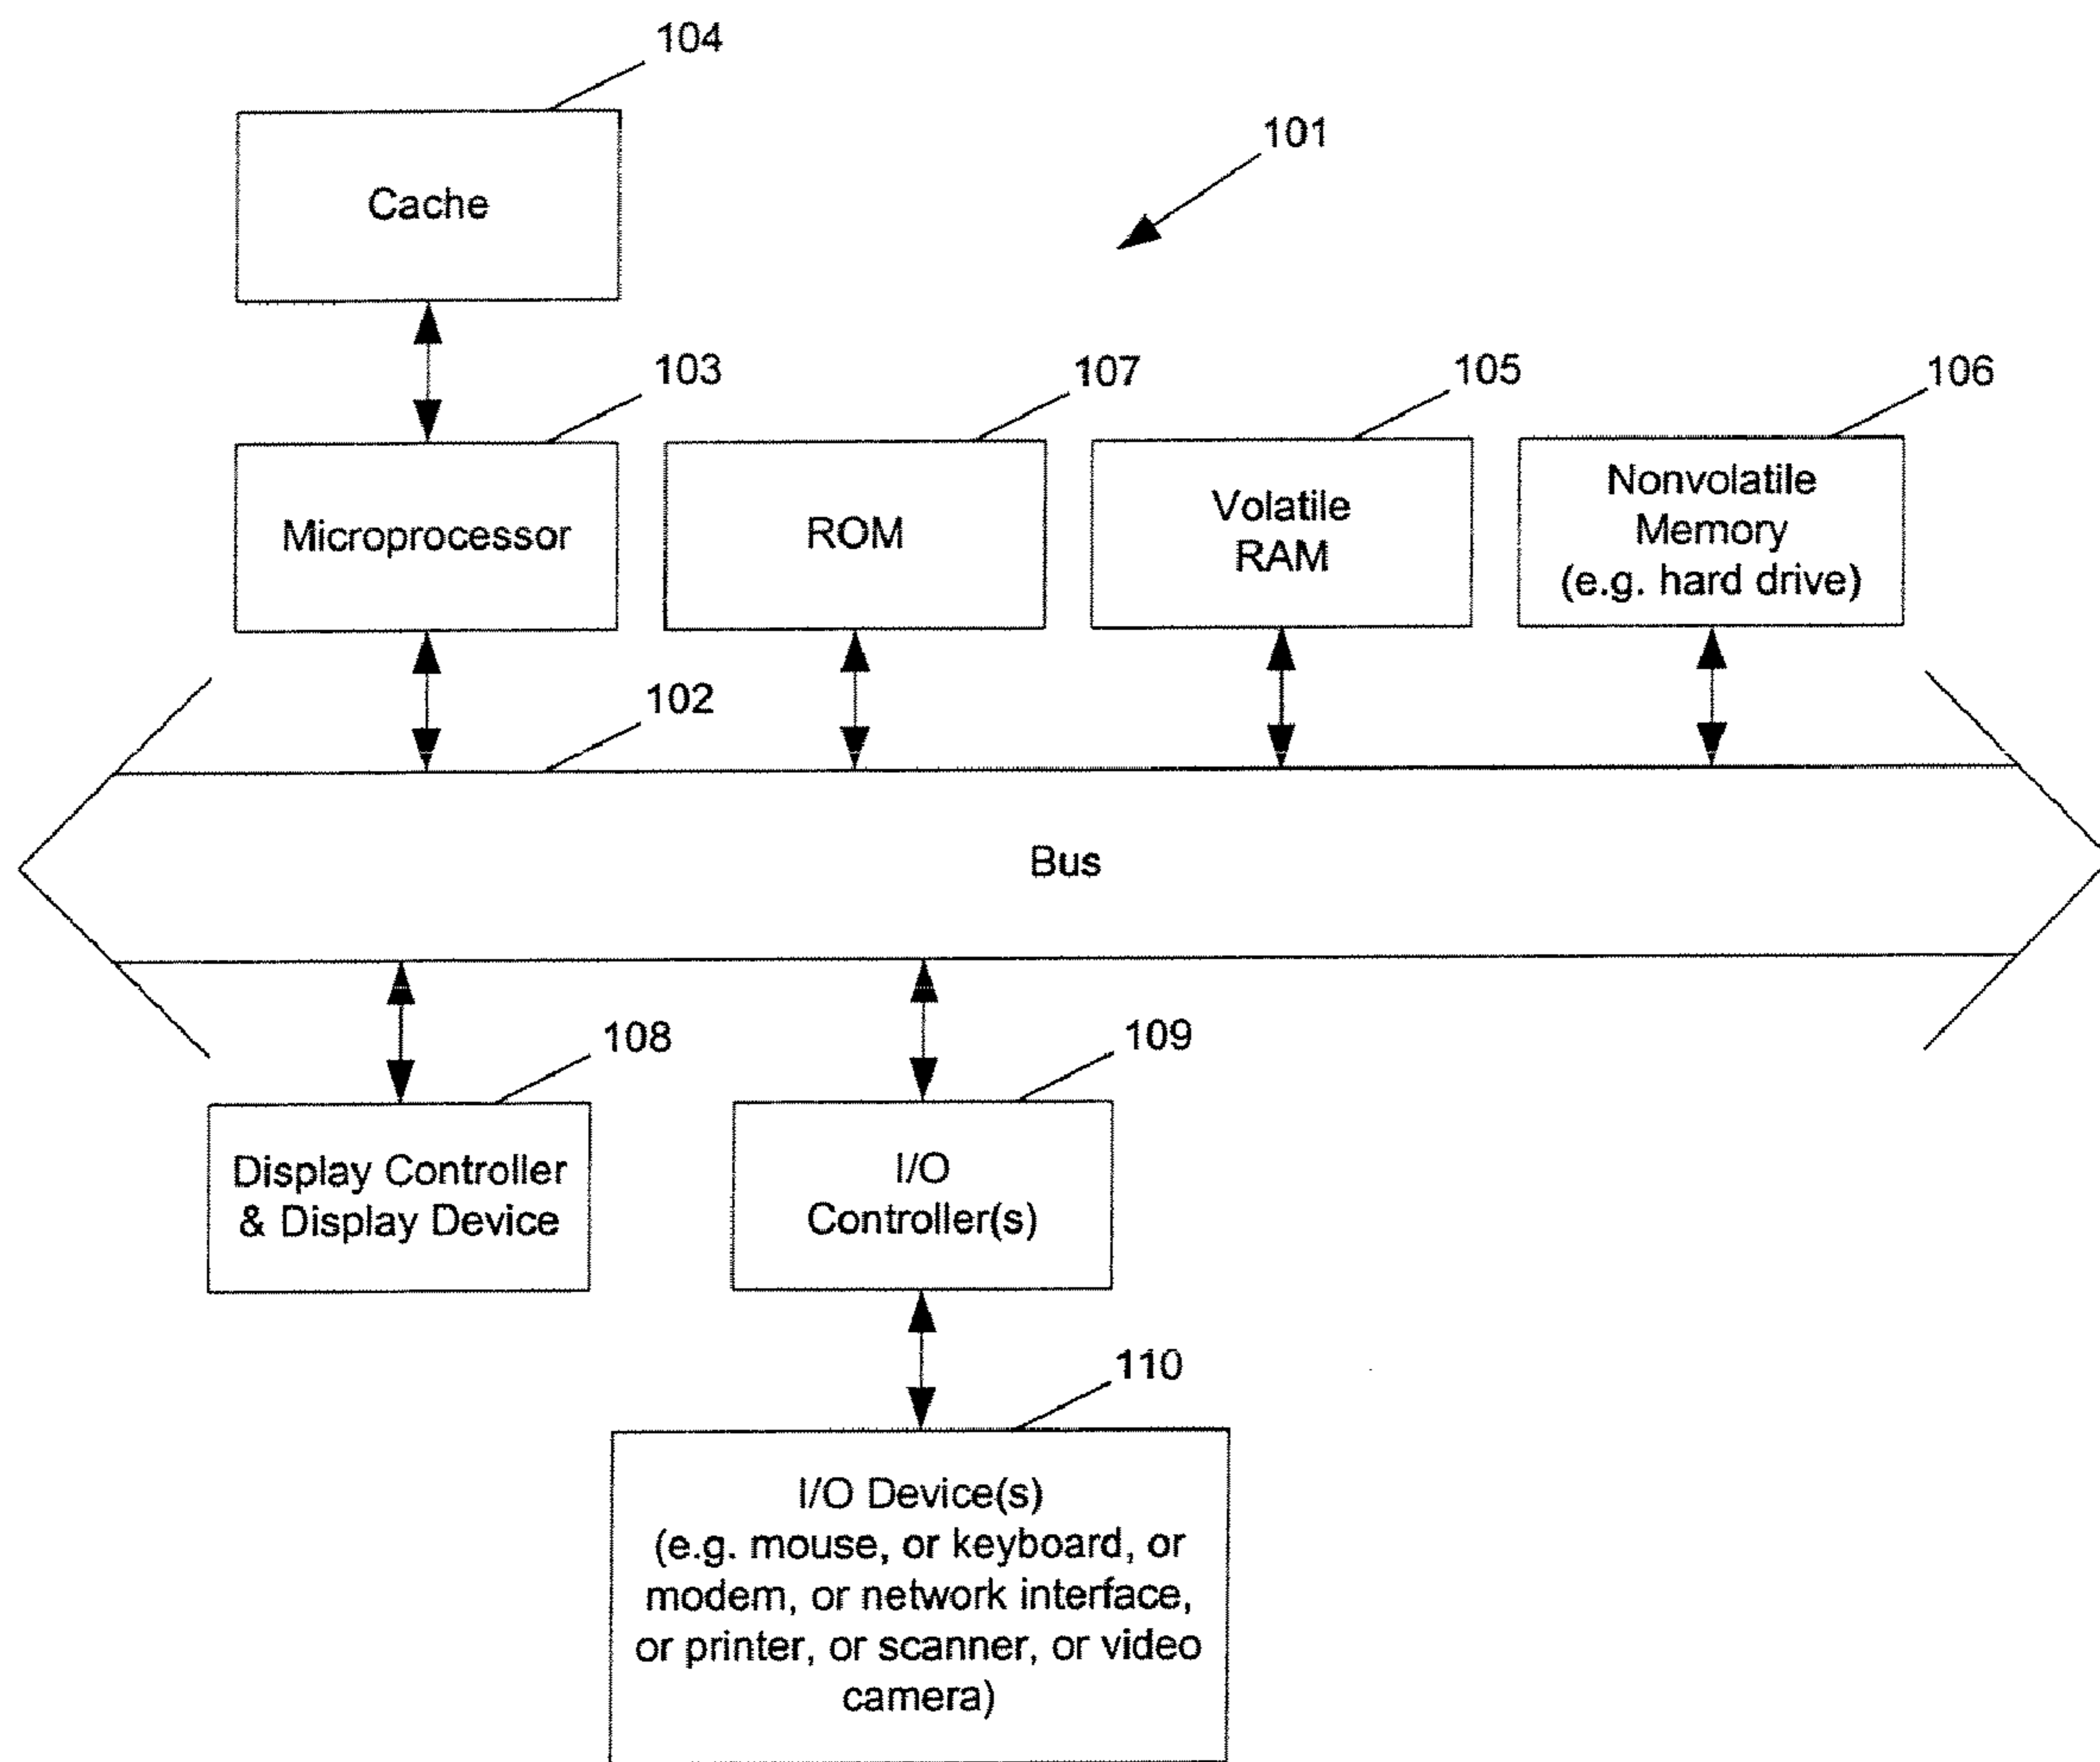 104
Cache
101
103
107
105
106
Microprocessor
ROM
Volatile
RAM
Nonvolatile
Memory
(e.g. hard drive)
102
Bus
108
109
Display Controller
& Display Device
I/O
Controller(s)
110
I/O Device(s)
(e.g. mouse, or keyboard, or
modem, or network interface,
or printer, or scanner, or video
camera)